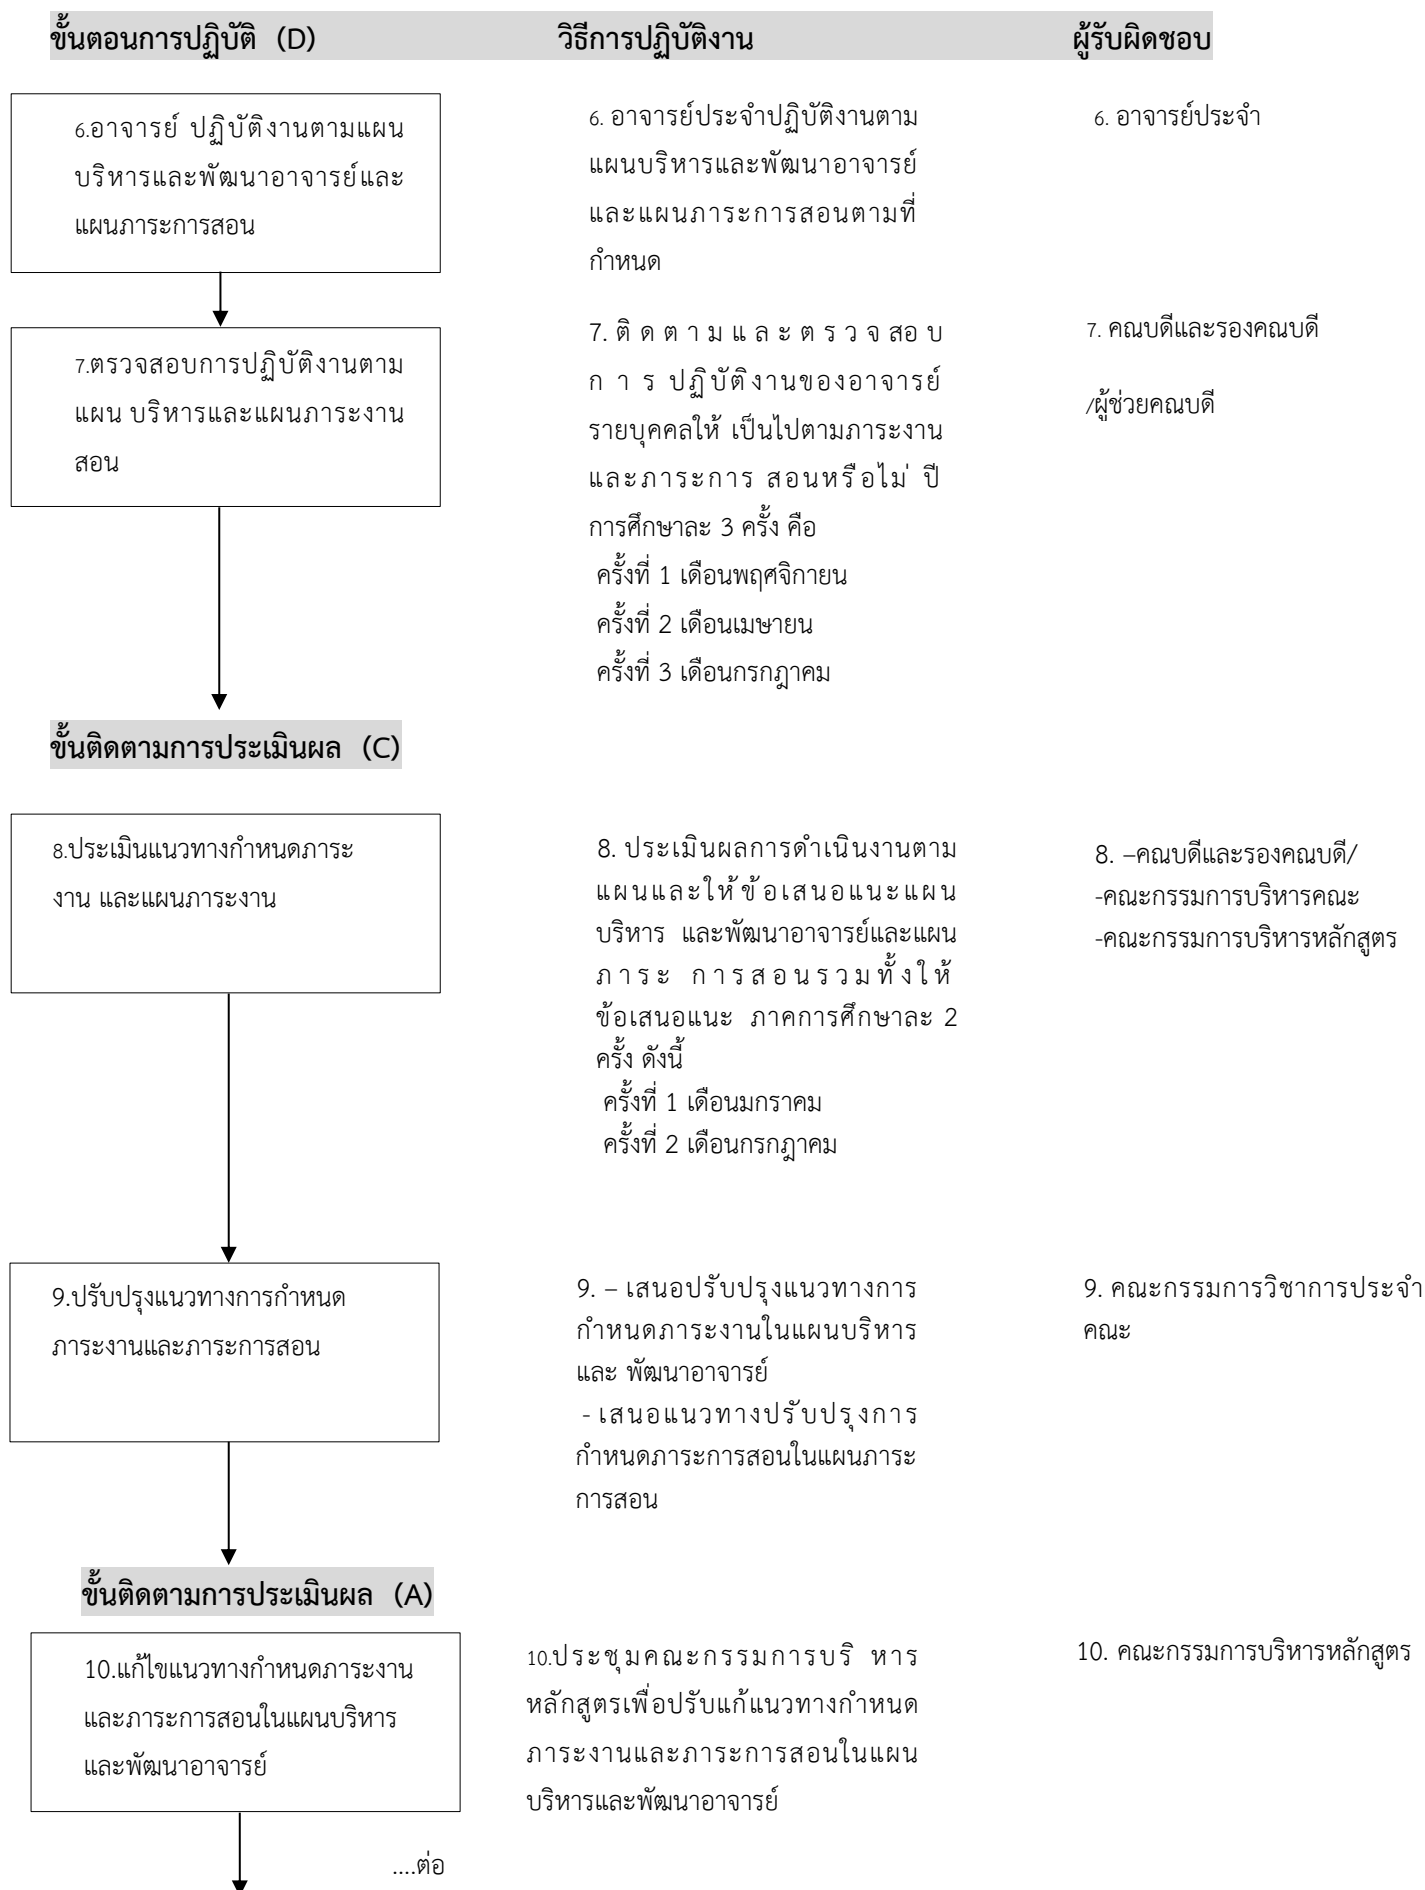 ขั้นตอนการปฏิบัติ (D) วิธีการปฏิบัติงาน ผู้รับผิดชอบ
6.อาจารย์ ปฏิบัติงานตามแผน
บริหารและพัฒนาอาจารย์และ
แผนภาระการสอน
6. อาจารย์ประจำปฏิบัติงานตาม
แผนบริหารและพัฒนาอาจารย์
และแผนภาระการสอนตามที่
กำหนด
6. อาจารย์ประจำ
7.ตรวจสอบการปฏิบัติงานตาม
แผน บริหารและแผนภาระงาน
สอน
7. ติ ด ต า ม แ ล ะ ต ร ว จ สอ บ
ก า ร ปฏิบัติงานของอาจารย์
รายบุคคลให้ เป็นไปตามภาระงาน
และภาระการ สอนหรือไม่ ปี
การศึกษาละ 3 ครั้ง คือ
ครั้งที่ 1 เดือนพฤศจิกายน
ครั้งที่ 2 เดือนเมษายน
ครั้งที่ 3 เดือนกรกฎาคม
7. คณบดีและรองคณบดี
/ผู้ช่วยคณบดี
ขั้นติดตามการประเมินผล (C)
8.ประเมินแนวทางกำหนดภาระ
งาน และแผนภาระงาน
8. ประเมินผลการดำเนินงานตาม
แผนและให้ข้อเสนอแนะแผน
บริหาร และพัฒนาอาจารย์และแผน
ภ า ร ะ ก า ร ส อ น ร ว ม ทั้ ง ใ ห้
ข้อเสนอแนะ ภาคการศึกษาละ 2
ครั้ง ดังนี้
ครั้งที่ 1 เดือนมกราคม
ครั้งที่ 2 เดือนกรกฎาคม
8. –คณบดีและรองคณบดี/
-คณะกรรมการบริหารคณะ
-คณะกรรมการบริหารหลักสูตร
9.ปรับปรุงแนวทางการกำหนด
ภาระงานและภาระการสอน
9. – เสนอปรับปรุงแนวทางการ
กำหนดภาระงานในแผนบริหาร
และ พัฒนาอาจารย์
- เสนอแนวทางปรับปรุงการ
กำหนดภาระการสอนในแผนภาระ
การสอน
9. คณะกรรมการวิชาการประจำ
คณะ
ขั้นติดตามการประเมินผล (A)
10.แก้ไขแนวทางกำหนดภาระงาน
และภาระการสอนในแผนบริหาร
และพัฒนาอาจารย์
10.ประชุมคณะกรรมการบริ หาร
หลักสูตรเพื่อปรับแก้แนวทางกำหนด
ภาระงานและภาระการสอนในแผน
บริหารและพัฒนาอาจารย์
10. คณะกรรมการบริหารหลักสูตร
....ต่อ